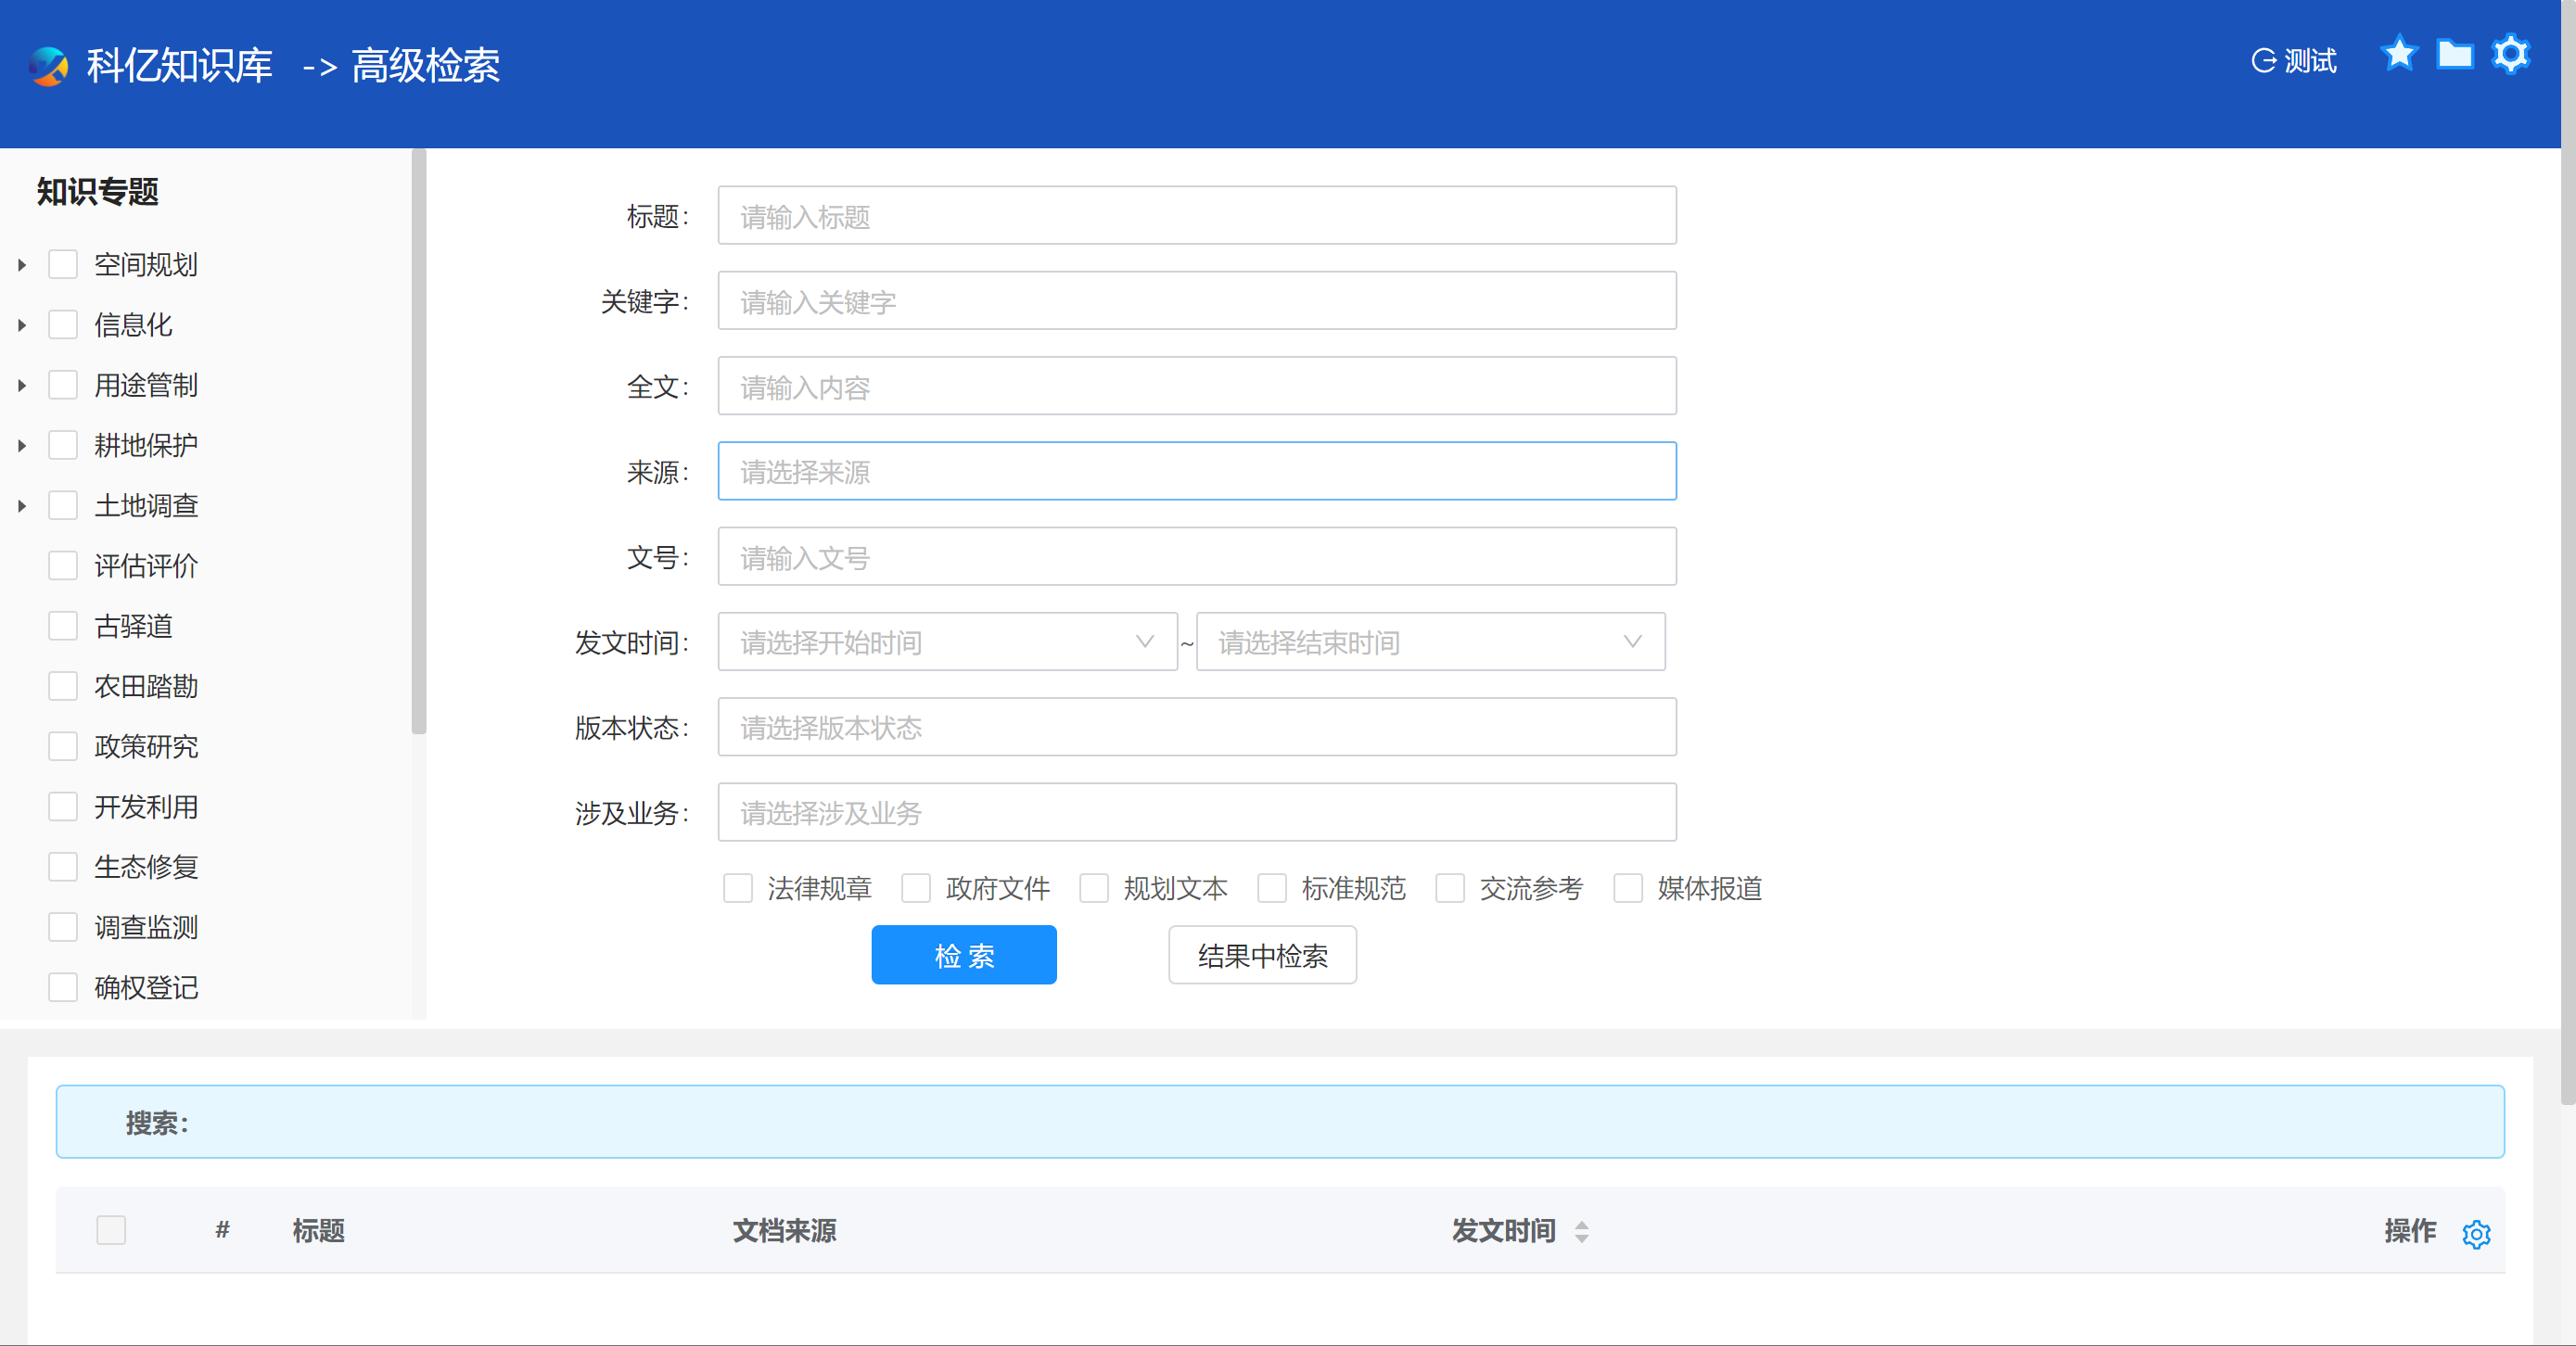 科亿知识库 -> 高级检索
测试
知识专题
空间规划
信息化
用途管制
耕地保护
土地调查
评估评价
古驿道
农田踏勘
政策研究
开发利用
生态修复
调查监测
确权登记
标题: 请输入标题
关键字: 请输入关键字
全文: 请输入内容
来源: 请选择来源
文号: 请输入文号
发文时间: 请选择开始时间 ~ 请选择结束时间
版本状态: 请选择版本状态
涉及业务: 请选择涉及业务
法律规章 政府文件 规划文本 标准规范 交流参考 媒体报道
检 索 结果中检索
搜索:
# 标题 文档来源 发文时间 操作